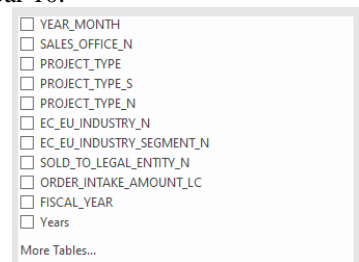 YEAR_MONTH
SALES_OFFICE_N
PROJECT_TYPE
PROJECT_TYPE_S
PROJECT_TYPE_N
EC_EU_INDUSTRY_N
EC_EU_INDUSTRY_SEGMENT_N
SOLD_TO_LEGAL_ENTITY_N
ORDER_INTAKE_AMOUNT_LC
FISCAL_YEAR
Years
More Tables...